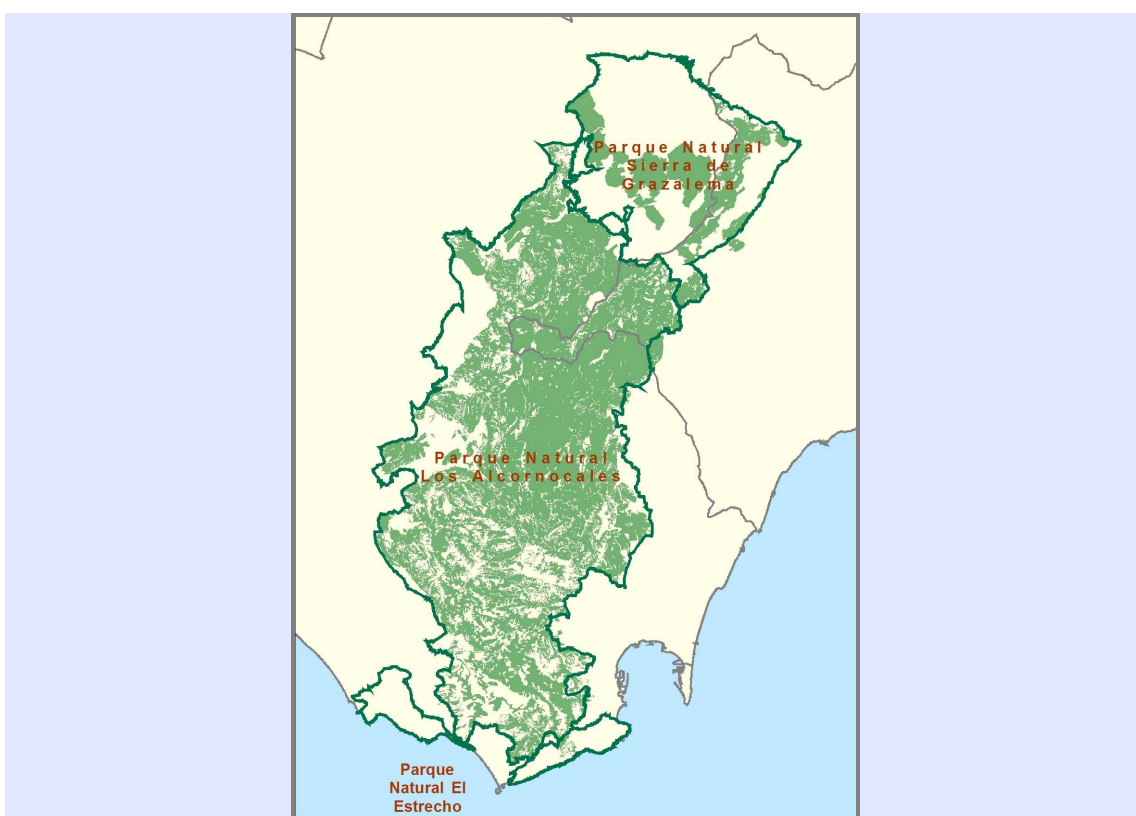 Parque Natural
Sierra de
Grazalema
Parque Natural
Los Alcornocales
Parque
Natural El
Estrecho